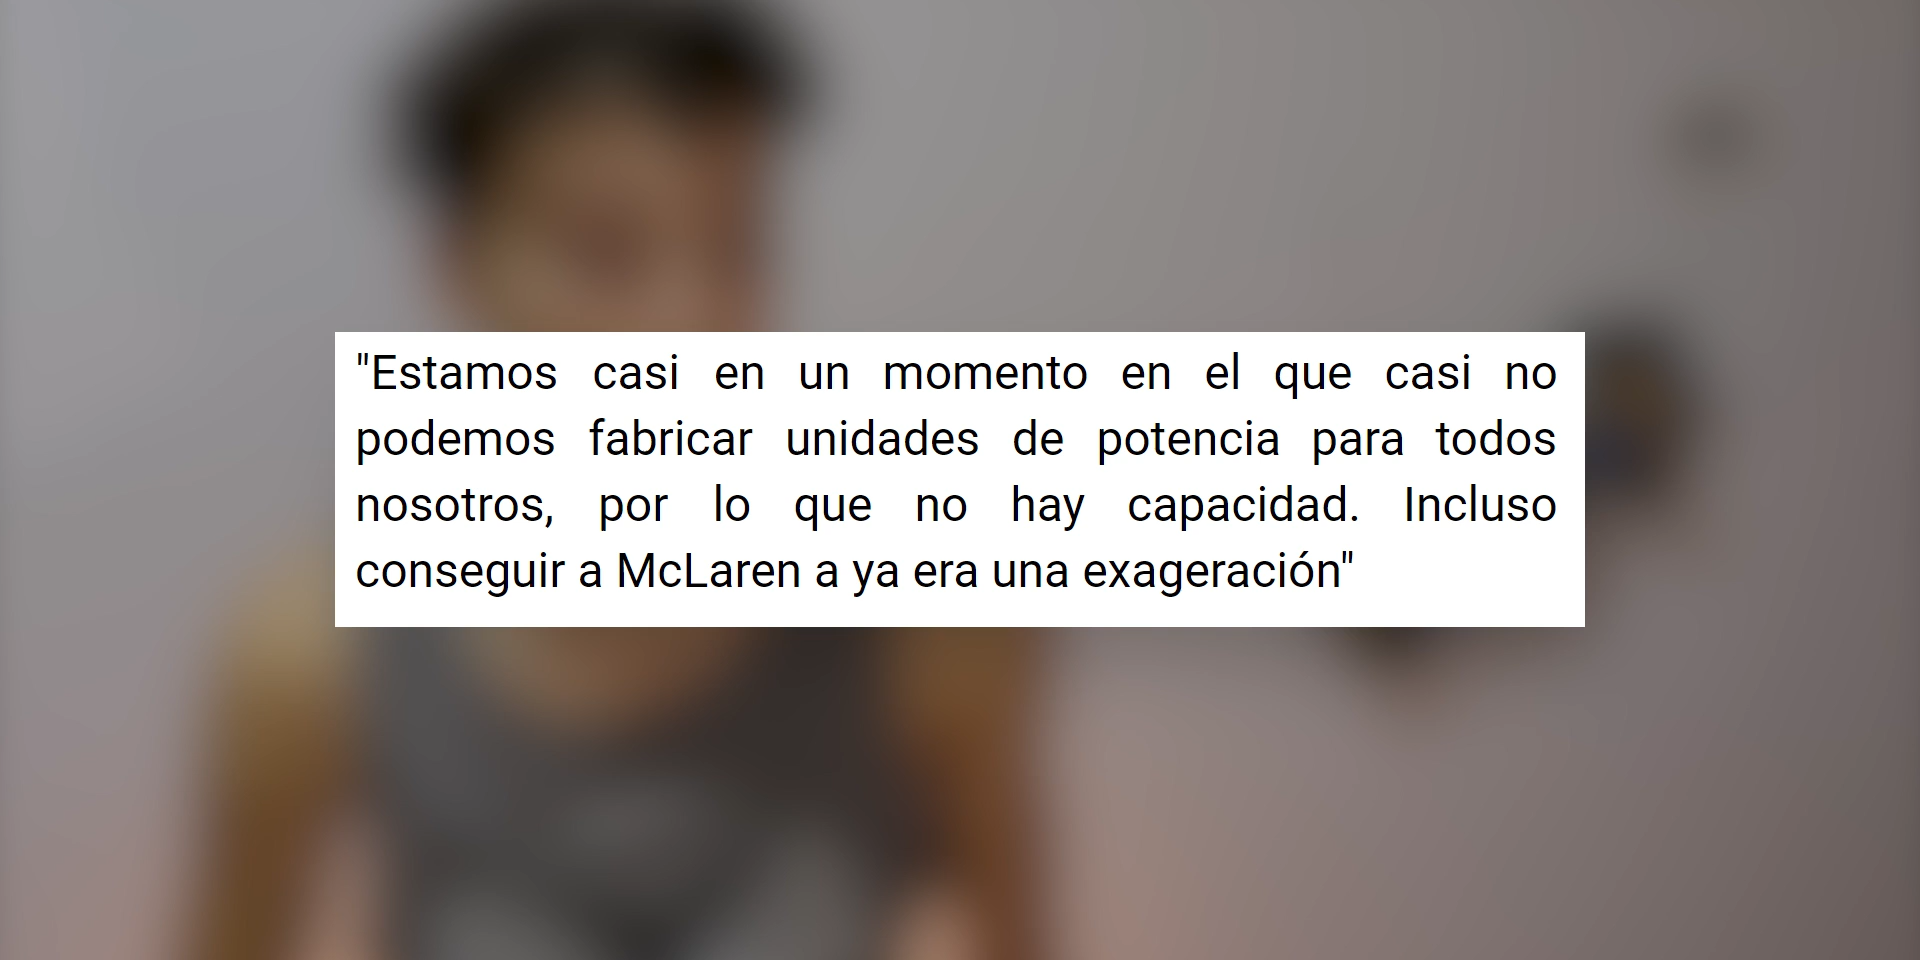 "Estamos casi en un momento en el que casi no
podemos fabricar unidades de potencia para todos
nosotros, por lo que no hay capacidad. Incluso
conseguir a McLaren a ya era una exageración"